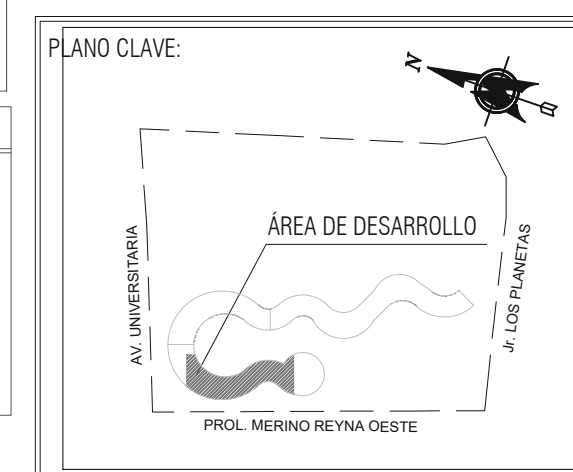 PLANO CLAVE:
N
ÁREA DE DESARROLLO
AV. UNIVERSITARIA
Jr. LOS PLANETAS
PROL. MERINO REYNA OESTE